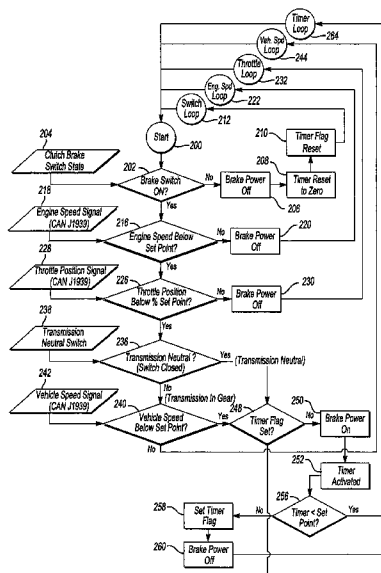 Timer
Loop
264
Veh. Spd
Loop
244
Throttle
Loop
232
Eng. Spd
Loop
222
Switch
Loop
212
Start
200
204
Clutch Brake
Switch State
202
Brake Switch
ON?
No
Brake Power
Off
206
208
Timer Reset
to Zero
210
Timer Flag
Reset
Yes
218
Engine Speed Signal
(CAN J1939)
216
Engine Speed Below
Set Point?
No
Brake Power
Off
220
Yes
228
Throttle Position Signal
(CAN J1939)
226
Throttle Position
Below % Set Point?
No
Brake Power
Off
230
Yes
238
Transmission
Neutral Switch
236
Transmission Neutral ?
(Switch Closed)
Yes
(Transmission Neutral)
No
(Transmission In Gear)
242
Vehicle Speed Signal
(CAN J1939)
240
Vehicle Speed
Below Set Point?
Yes
No
248
Timer Flag
Set?
No
250
Brake Power
On
252
Timer
Activated
256
Timer < Set
Point?
Yes
No
258
Set Timer
Flag
260
Brake Power
Off